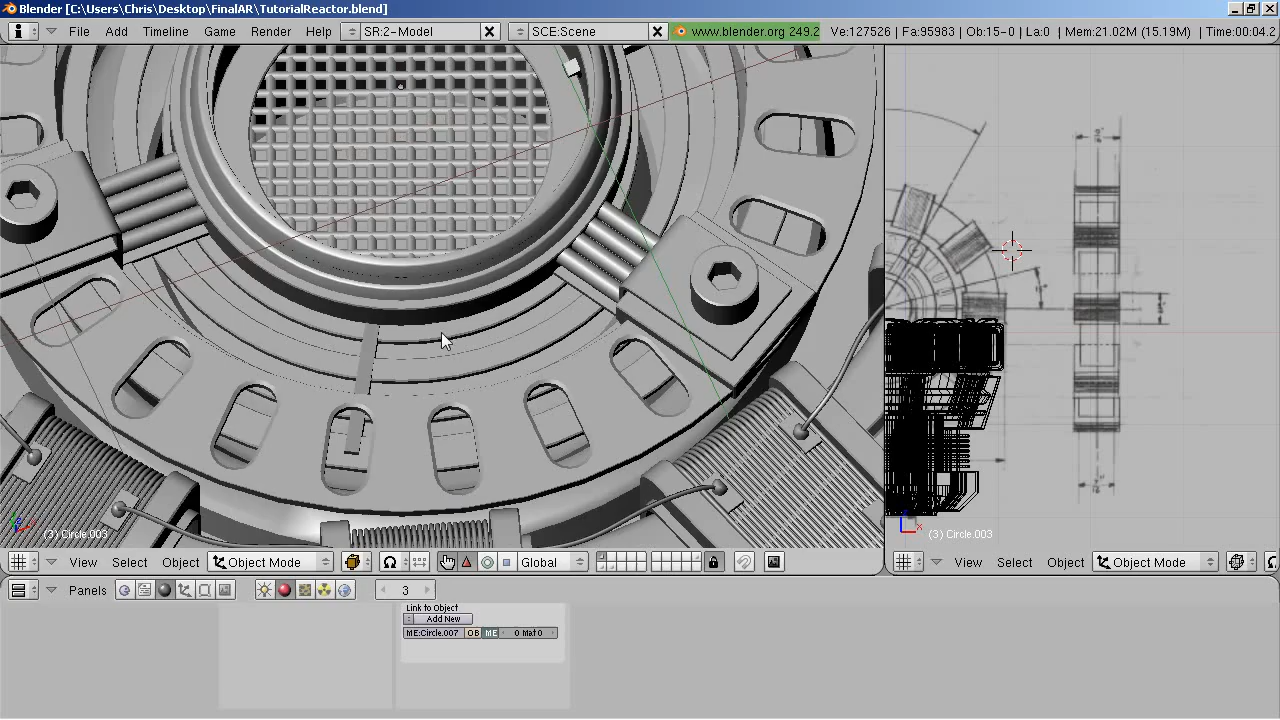 Blender [C:\Users\Chris\Desktop\FinalAR\TutorialReactor.blend]
File Add Timeline Game Render Help SR:2-Model SCE:Scene www.blender.org 249.2 Ve:127526 | Fa:95993 | Ob:15-0 | La:0 | Mem:21.02M (15.19M) | Time:00:04.2
(3) Circle.003
(3) Circle.003
View Select Object Object Mode Global
View Select Object Object Mode
Panels 3
Link to Object
Add New
ME:Circle.007 OB ME 0 Mat 0